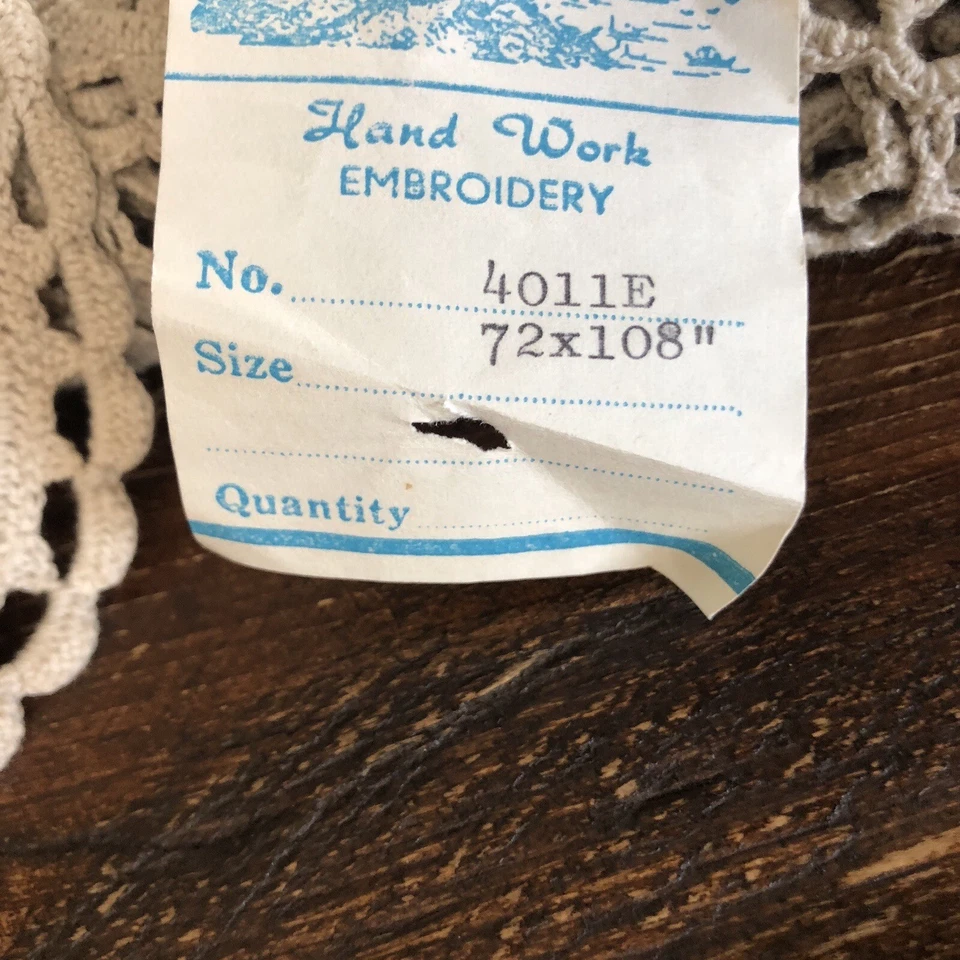 Hand Work
EMBROIDERY
No. 4011E
Size 72x108"
Quantity